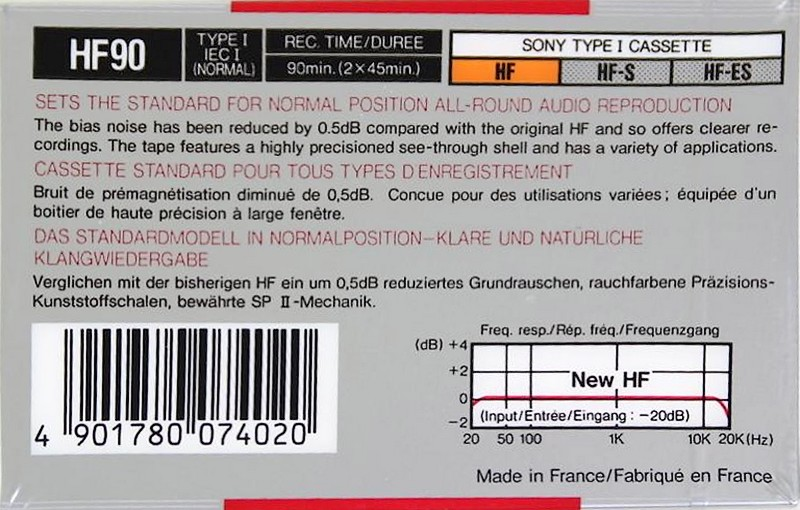 HF90
TYPE I
IEC I
(NORMAL)
REC. TIME/DUREE
90min. (2×45min.)
SONY TYPE I CASSETTE
HF
HF-S
HF-ES
SETS THE STANDARD FOR NORMAL POSITION ALL-ROUND AUDIO REPRODUCTION
The bias noise has been reduced by 0.5dB compared with the original HF and so offers clearer re-
cordings. The tape features a highly precisioned see-through shell and has a variety of applications.
CASSETTE STANDARD POUR TOUS TYPES D'ENREGISTREMENT
Bruit de prémagnétisation diminué de 0,5dB. Concue pour des utilisations variées; équipée d'un
boitier de haute précision à large fenêtre.
DAS STANDARDMODELL IN NORMALPOSITION–KLARE UND NATÜRLICHE
KLANGWIEDERGABE
Verglichen mit der bisherigen HF ein um 0,5dB reduziertes Grundrauschen, rauchfarbene Präzisions-
Kunststoffschalen, bewährte SP II-Mechanik.
4 901780 074020
Freq. resp./Rép. fréq./Frequenzgang
(dB) +4
+2
New HF
0
(Input/Entrée/Eingang : −20dB)
−2
20 50 100 1K 10K 20K(Hz)
Made in France/Fabriqué en France